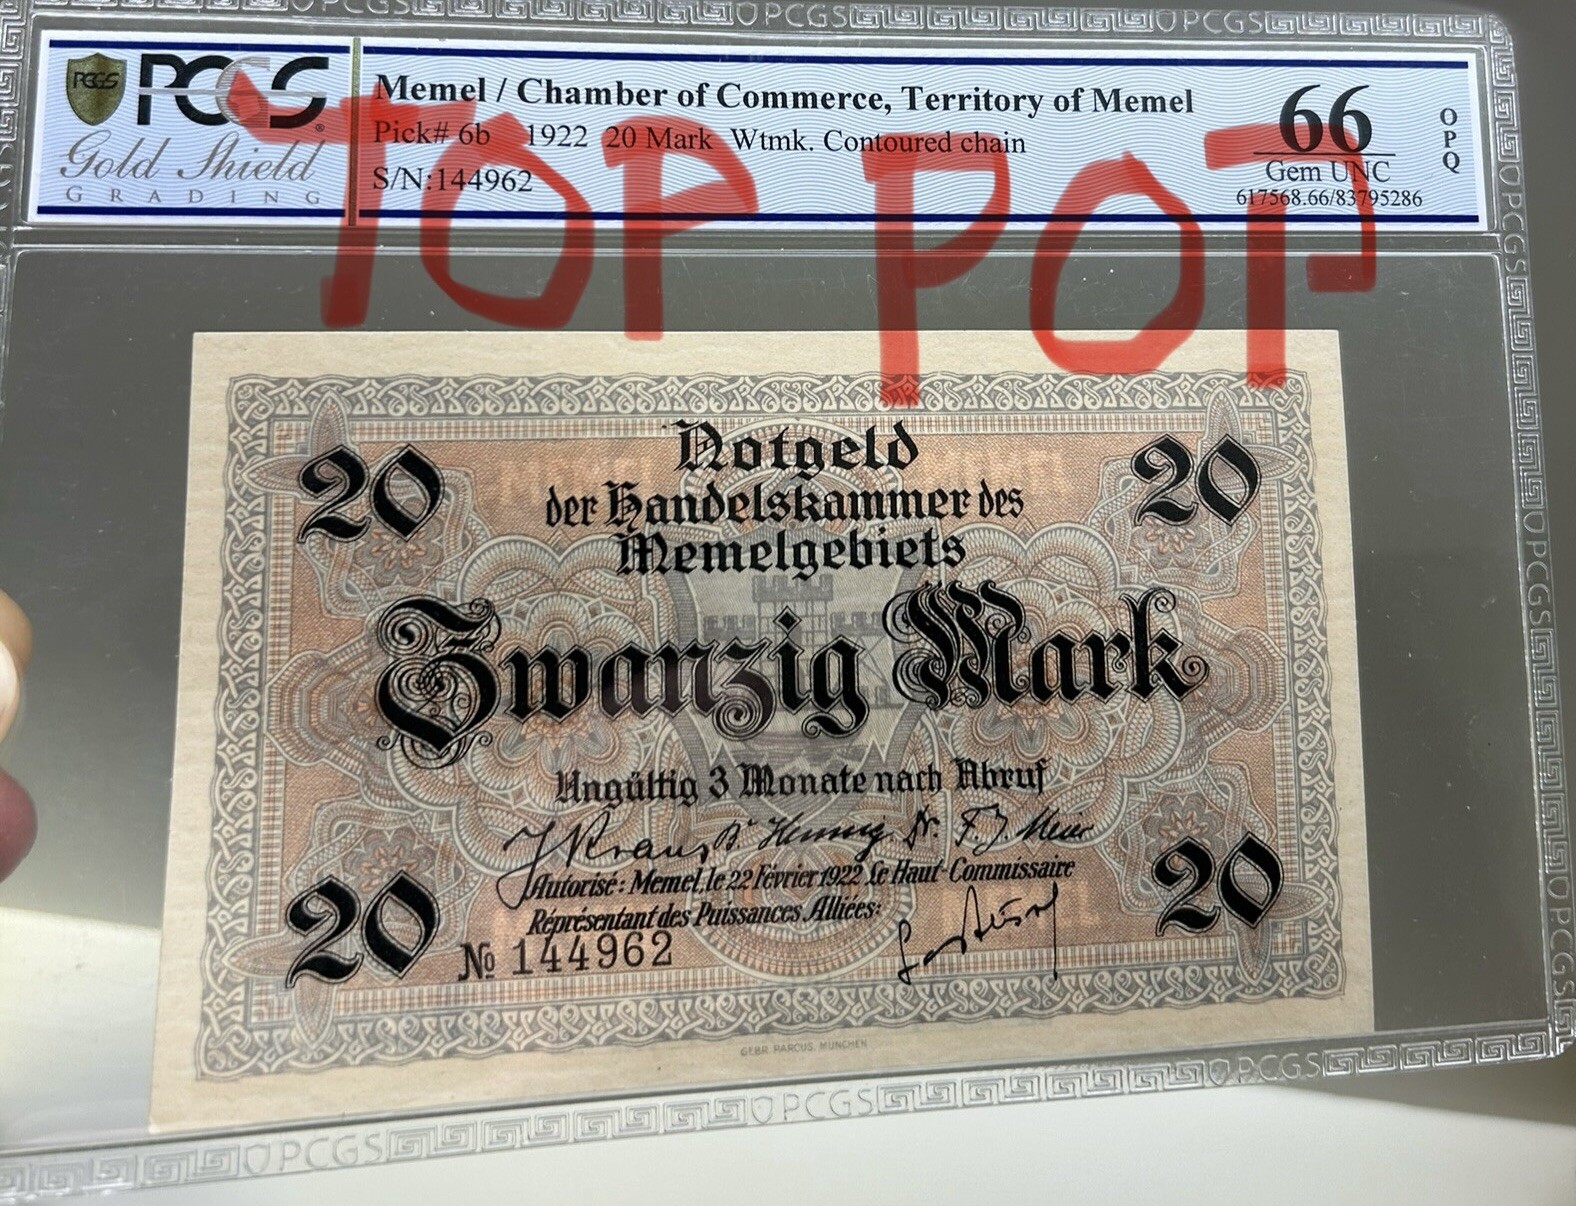 PCGS
PCGS
Gold Shield
GRADING
Memel / Chamber of Commerce, Territory of Memel
Pick# 6b 1922 20 Mark Wtmk. Contoured chain
S/N:144962
66
Gem UNC
617568.66/83795286
OPQ
TOP POP
20
20
Notgeld
der Handelskammer des
Memelgebiets
Zwanzig Mark
Ungültig 3 Monate nach Abruf
Autorisé: Memel, le 22 Février 1922 Le Haut-Commissaire
Réprésentant des Puissances Alliées:
20
20
No 144962
GEBR. PARCUS, MÜNCHEN